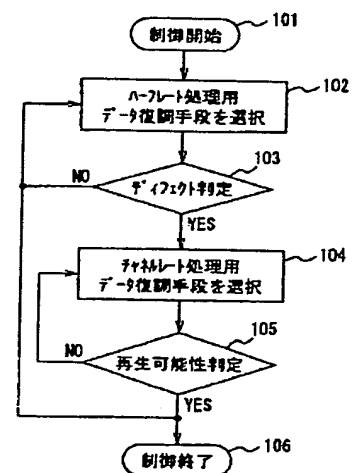 101
制御開始
102
ハーフレート処理用
データ復調手段を選択
103
NO
ディフェクト判定
YES
104
チャネルレート処理用
データ復調手段を選択
105
NO
再生可能性判定
YES
106
制御終了